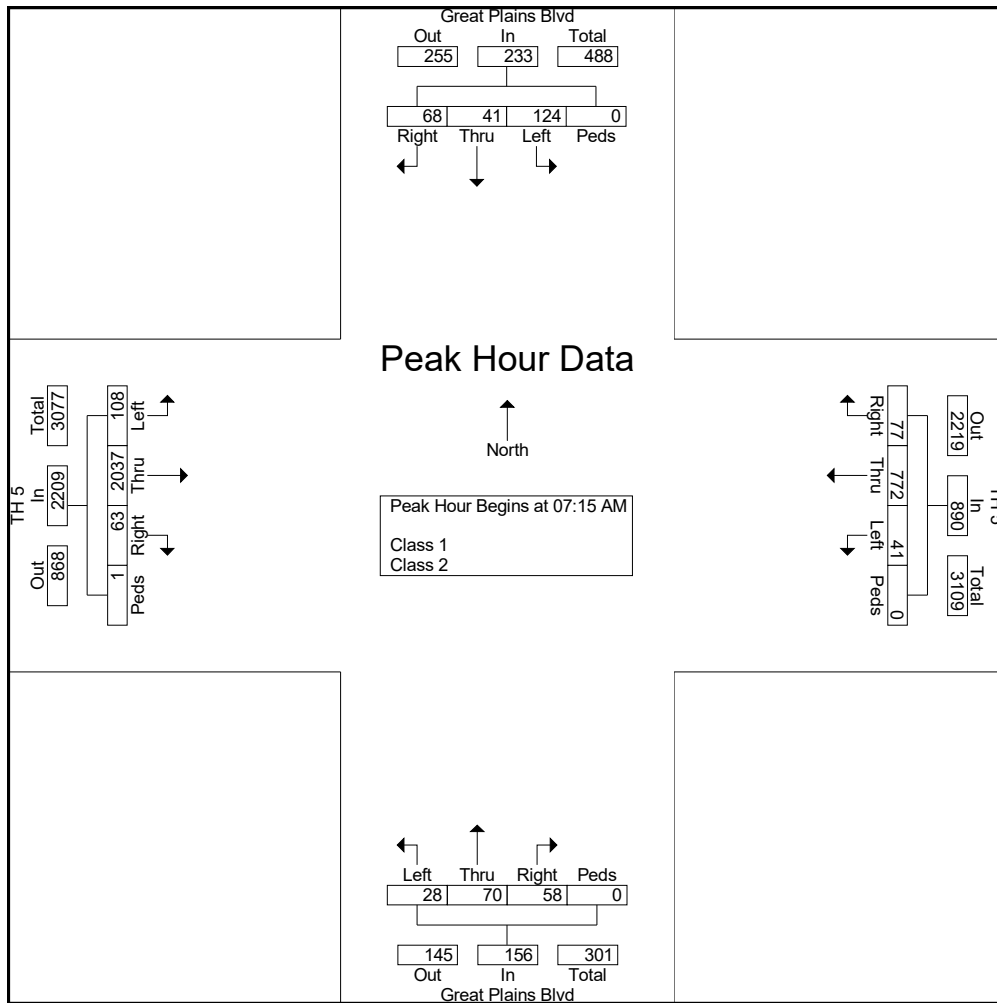 Great Plains Blvd
Out In Total
255 233 488
68 41 124 0
Right Thru Left Peds
Peak Hour Data
North
Peak Hour Begins at 07:15 AM
Class 1
Class 2
TH 5
Out In Total
868 2209 3077
108 2037 63 1
Left Thru Right Peds
Right Thru Left Peds
77 772 41 0
Out In Total
2219 890 3109
Left Thru Right Peds
28 70 58 0
145 156 301
Out In Total
Great Plains Blvd